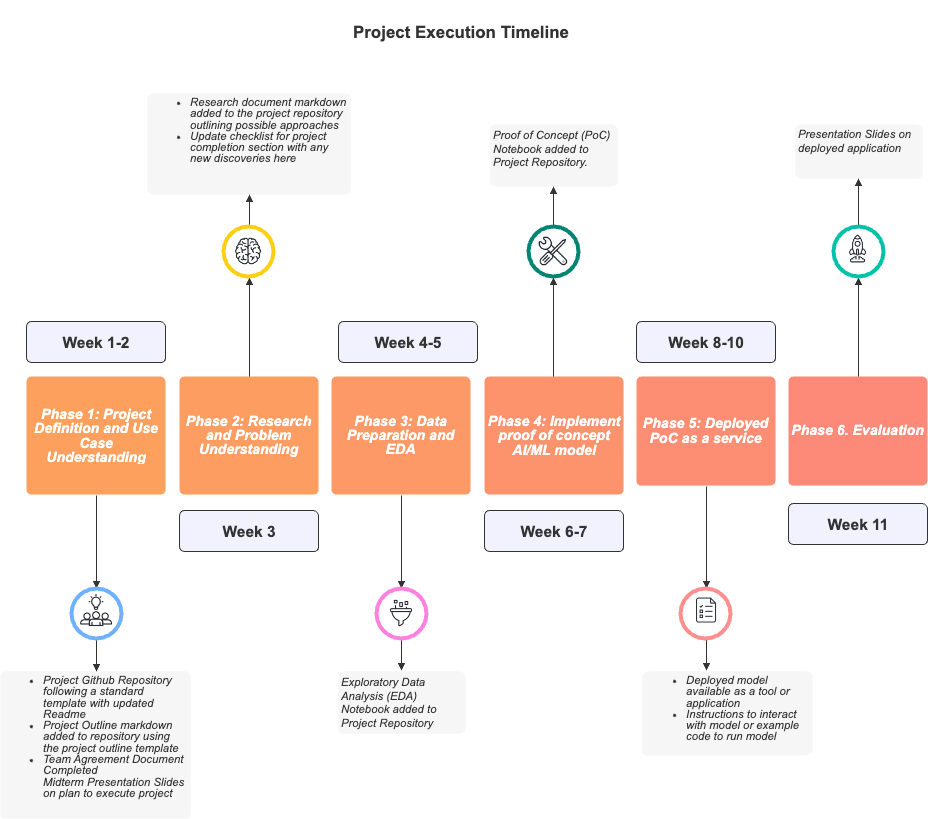 Project Execution Timeline
• Research document markdown
added to the project repository
outlining possible approaches
• Update checklist for project
completion section with any
new discoveries here
Proof of Concept (PoC)
Notebook added to
Project Repository.
Presentation Slides on
deployed application
Week 1-2
Week 4-5
Week 8-10
Phase 1: Project
Definition and Use
Case
Understanding
Phase 2: Research
and Problem
Understanding
Phase 3: Data
Preparation and
EDA
Phase 4: Implement
proof of concept
AI/ML model
Phase 5: Deployed
PoC as a service
Phase 6. Evaluation
Week 3
Week 6-7
Week 11
• Project Github Repository
following a standard
template with updated
Readme
• Project Outline markdown
added to repository using
the project outline template
• Team Agreement Document
Completed
Midterm Presentation Slides
on plan to execute project
Exploratory Data
Analysis (EDA)
Notebook added to
Project Repository
• Deployed model
available as a tool or
application
• Instructions to interact
with model or example
code to run model